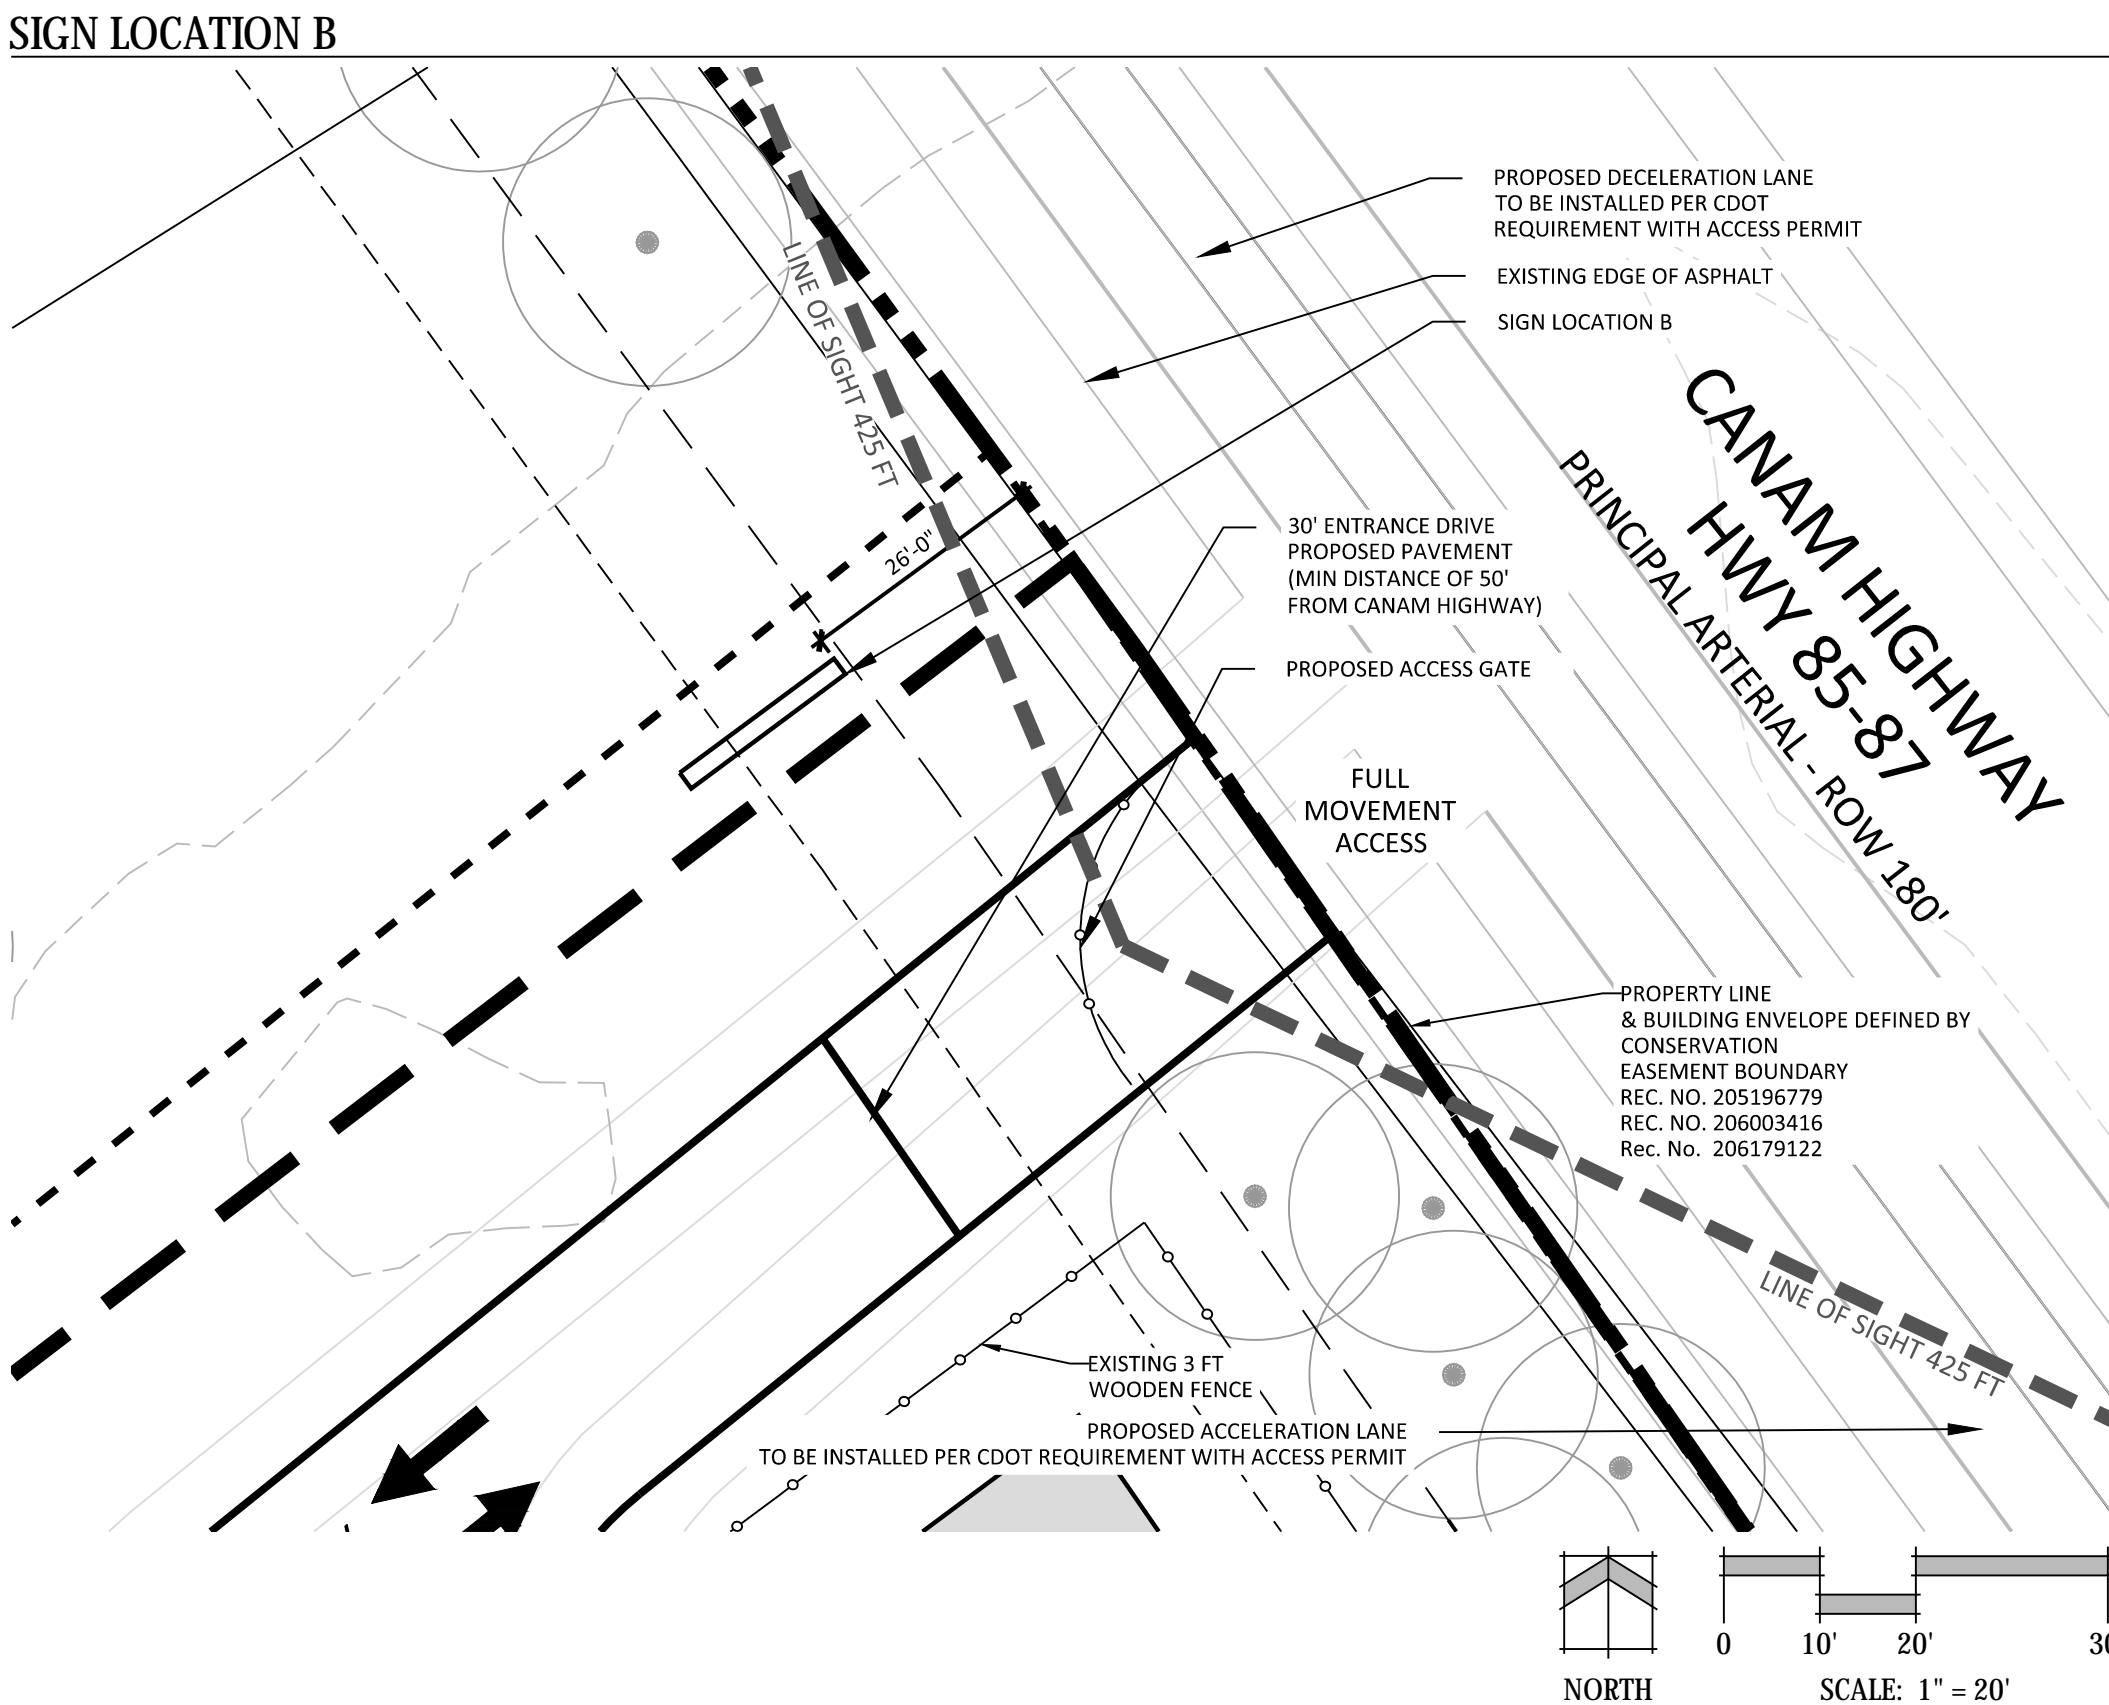 SIGN LOCATION B
PROPOSED DECELERATION LANE
TO BE INSTALLED PER CDOT
REQUIREMENT WITH ACCESS PERMIT
EXISTING EDGE OF ASPHALT
SIGN LOCATION B
LINE OF SIGHT 425 FT
CANAM HIGHWAY
HWY 85-87
PRINCIPAL ARTERIAL - ROW 180'
26'-0"
30' ENTRANCE DRIVE
PROPOSED PAVEMENT
(MIN DISTANCE OF 50'
FROM CANAM HIGHWAY)
PROPOSED ACCESS GATE
FULL
MOVEMENT
ACCESS
PROPERTY LINE
& BUILDING ENVELOPE DEFINED BY
CONSERVATION
EASEMENT BOUNDARY
REC. NO. 205196779
REC. NO. 206003416
Rec. No.  206179122
LINE OF SIGHT 425 FT
EXISTING 3 FT
WOODEN FENCE
PROPOSED ACCELERATION LANE
TO BE INSTALLED PER CDOT REQUIREMENT WITH ACCESS PERMIT
0 10' 20'
NORTH
SCALE: 1" = 20'